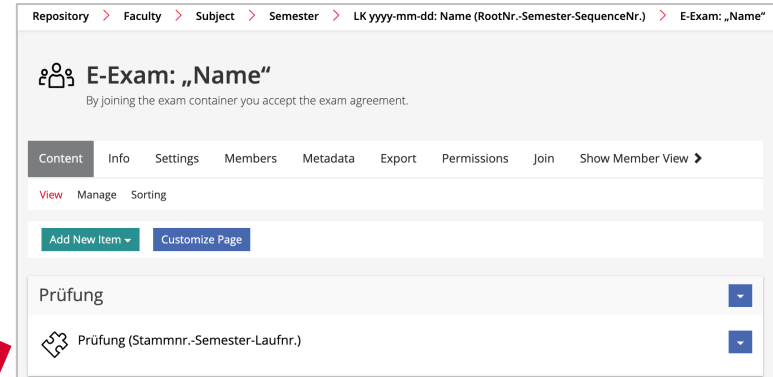 Repository > Faculty > Subject > Semester > LK yyyy-mm-dd: Name (RootNr.-Semester-SequenceNr.) > E-Exam: „Name“
E-Exam: „Name“
By joining the exam container you accept the exam agreement.
Content Info Settings Members Metadata Export Permissions Join Show Member View
View Manage Sorting
Add New Item Customize Page
Prüfung
Prüfung (Stammnr.-Semester-Laufnr.)